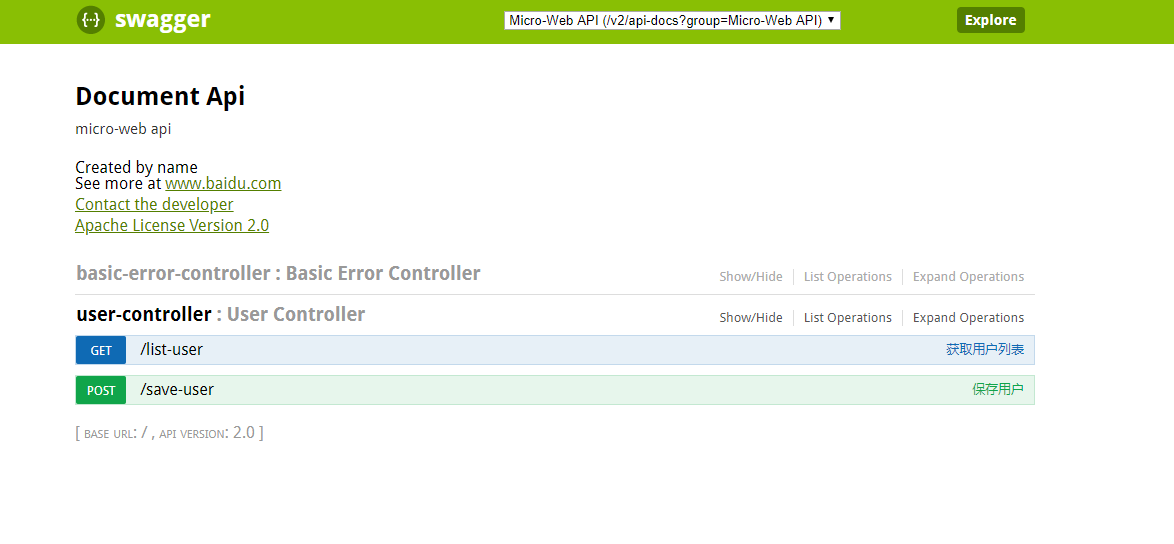 swagger
Micro-Web API (/v2/api-docs?group=Micro-Web API)
Explore
Document Api
micro-web api
Created by name
See more at www.baidu.com
Contact the developer
Apache License Version 2.0
basic-error-controller : Basic Error Controller
Show/Hide
List Operations
Expand Operations
user-controller : User Controller
Show/Hide
List Operations
Expand Operations
GET
/list-user
获取用户列表
POST
/save-user
保存用户
[ BASE URL: / , API VERSION: 2.0 ]